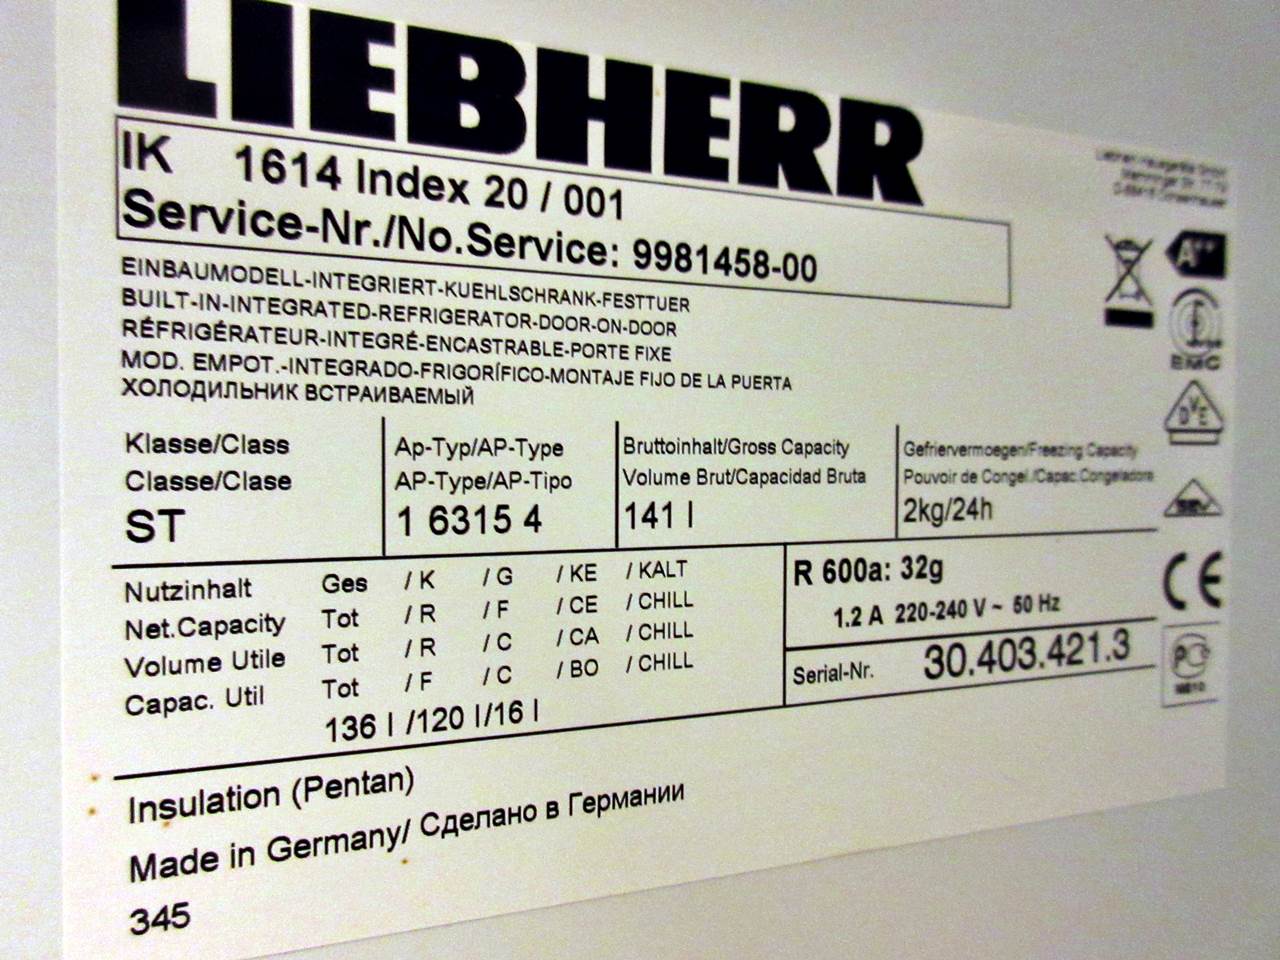 LIEBHERR
IK 1614 Index 20 / 001
Service-Nr./No.Service: 9981458-00
EINBAUMODELL-INTEGRIERT-KUEHLSCHRANK-FESTTUER
BUILT-IN-INTEGRATED-REFRIGERATOR-DOOR-ON-DOOR
RÉFRIGÉRATEUR-INTEGRÉ-ENCASTRABLE-PORTE FIXE
MOD. EMPOT.-INTEGRADO-FRIGORÍFICO-MONTAJE FIJO DE LA PUERTA
ХОЛОДИЛЬНИК ВСТРАИВАЕМЫЙ
A++
EMC
DVE
SEV
CE
Klasse/Class
Classe/Clase
ST
Ap-Typ/AP-Type
AP-Type/AP-Tipo
1 6315 4
Bruttoinhalt/Gross Capacity
Volume Brut/Capacidad Bruta
141 l
Gefriervermoegen/Freezing Capacity
Pouvoir de Congel./Capac.Congeladora
2kg/24h
Nutzinhalt Ges / K / G / KE / KALT
Net.Capacity Tot / R / F / CE / CHILL
Volume Utile Tot / R / C / CA / CHILL
Capac. Util Tot / F / C / BO / CHILL
136 l /120 l/16 l
R 600a: 32g
1.2 A 220-240 V ~ 50 Hz
Serial-Nr. 30.403.421.3
Insulation (Pentan)
Made in Germany/ Сделано в Германии
345